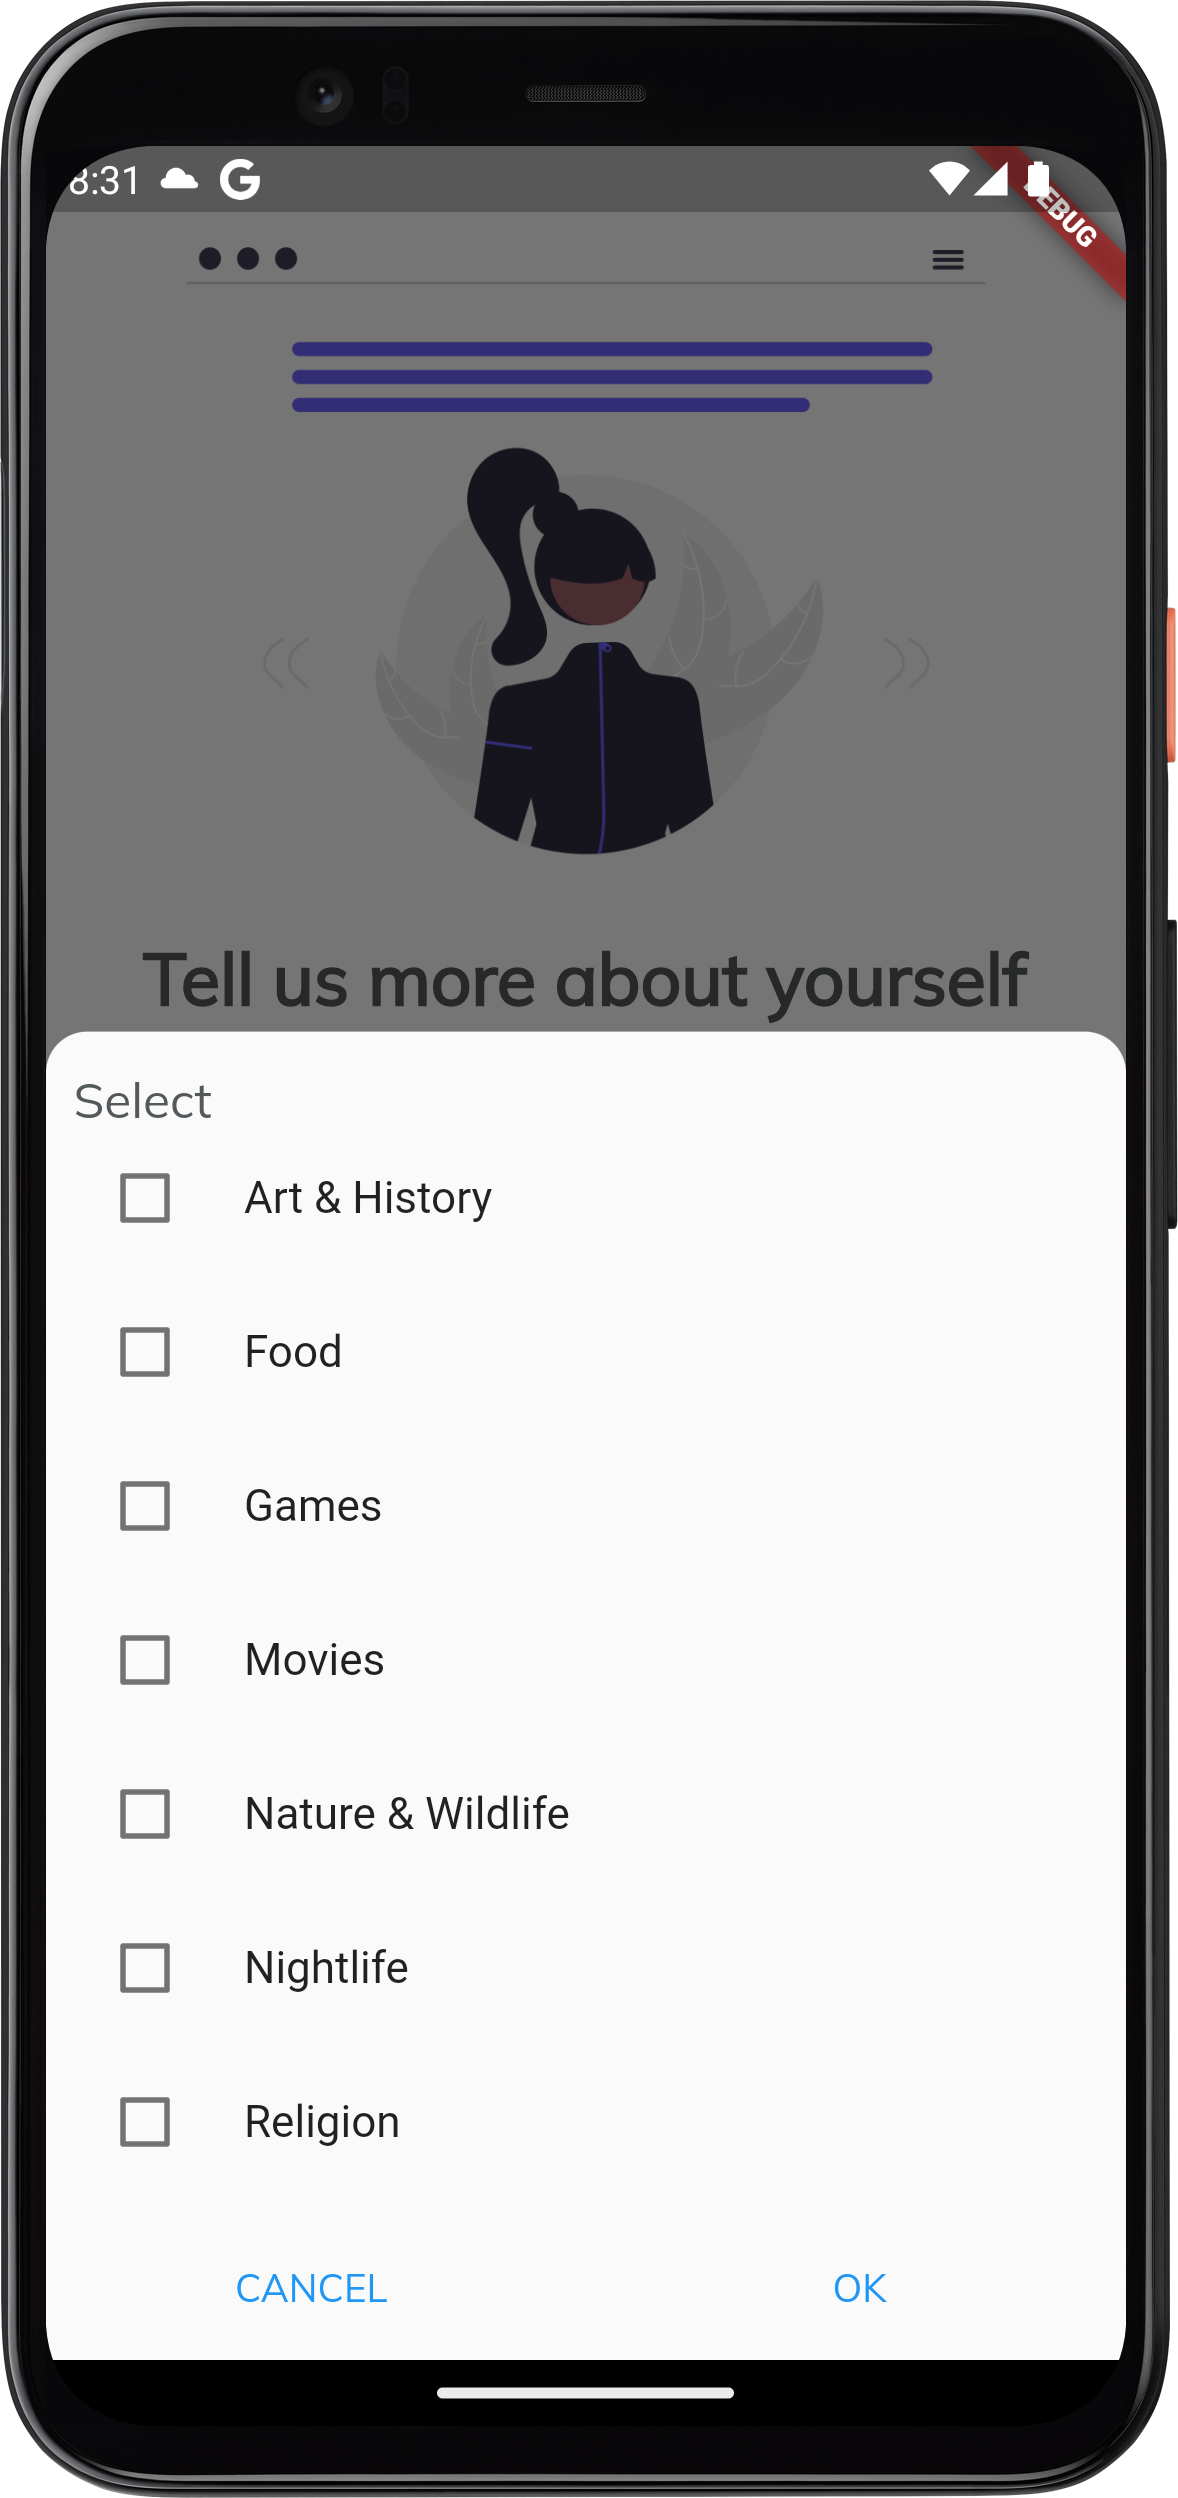 8:31
DEBUG
Tell us more about yourself
Select
Art & History
Food
Games
Movies
Nature & Wildlife
Nightlife
Religion
CANCEL
OK